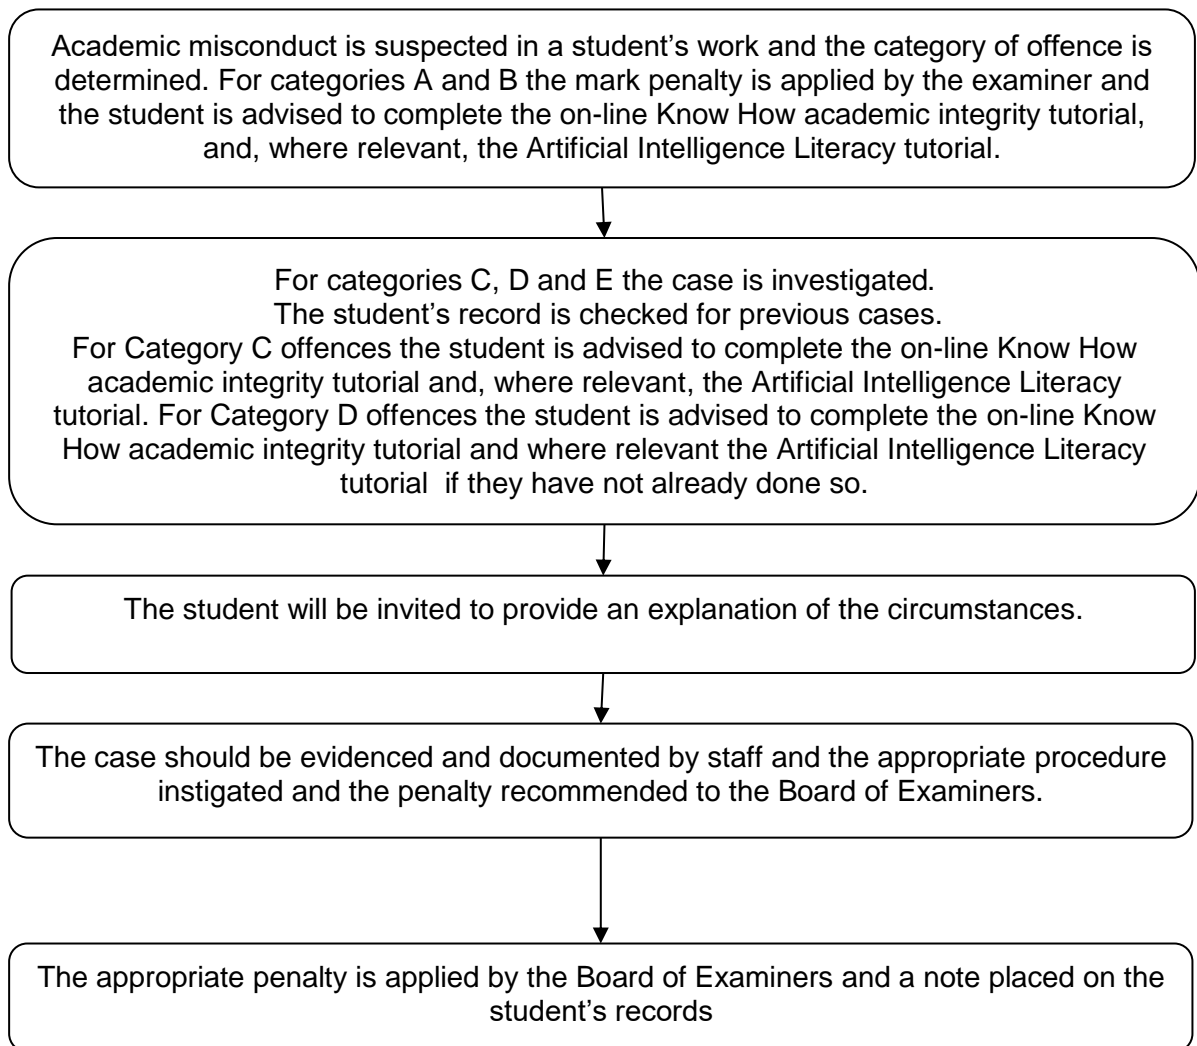 Academic misconduct is suspected in a student’s work and the category of offence is
determined. For categories A and B the mark penalty is applied by the examiner and
the student is advised to complete the on-line Know How academic integrity tutorial,
and, where relevant, the Artificial Intelligence Literacy tutorial.
For categories C, D and E the case is investigated.
The student’s record is checked for previous cases.
For Category C offences the student is advised to complete the on-line Know How
academic integrity tutorial and, where relevant, the Artificial Intelligence Literacy
tutorial. For Category D offences the student is advised to complete the on-line Know
How academic integrity tutorial and where relevant the Artificial Intelligence Literacy
tutorial  if they have not already done so.
The student will be invited to provide an explanation of the circumstances.
The case should be evidenced and documented by staff and the appropriate procedure
instigated and the penalty recommended to the Board of Examiners.
The appropriate penalty is applied by the Board of Examiners and a note placed on the
student’s records